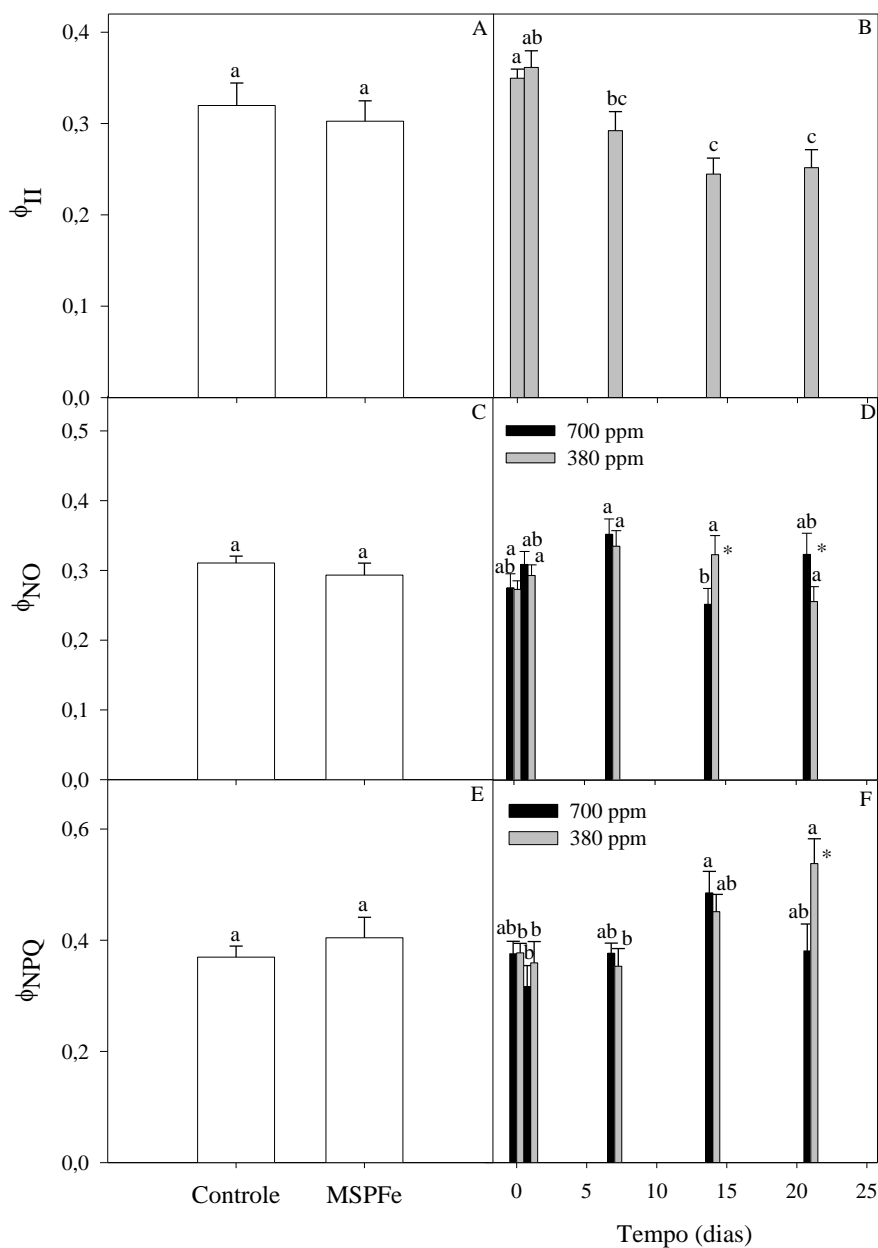 A
B
0,4
0,3
0,2
0,1
0,0
ϕII
a
a
a
ab
bc
c
c
C
D
0,5
0,4
0,3
0,2
0,1
0,0
ϕNO
a
a
700 ppm
380 ppm
a
ab
ab
a
a
a
b
a
*
ab
*
a
E
F
0,6
0,4
0,2
0,0
ϕNPQ
a
a
700 ppm
380 ppm
ab
b
b
b
ab
b
a
ab
ab
a
*
Controle
MSPFe
0
5
10
15
20
25
Tempo (dias)